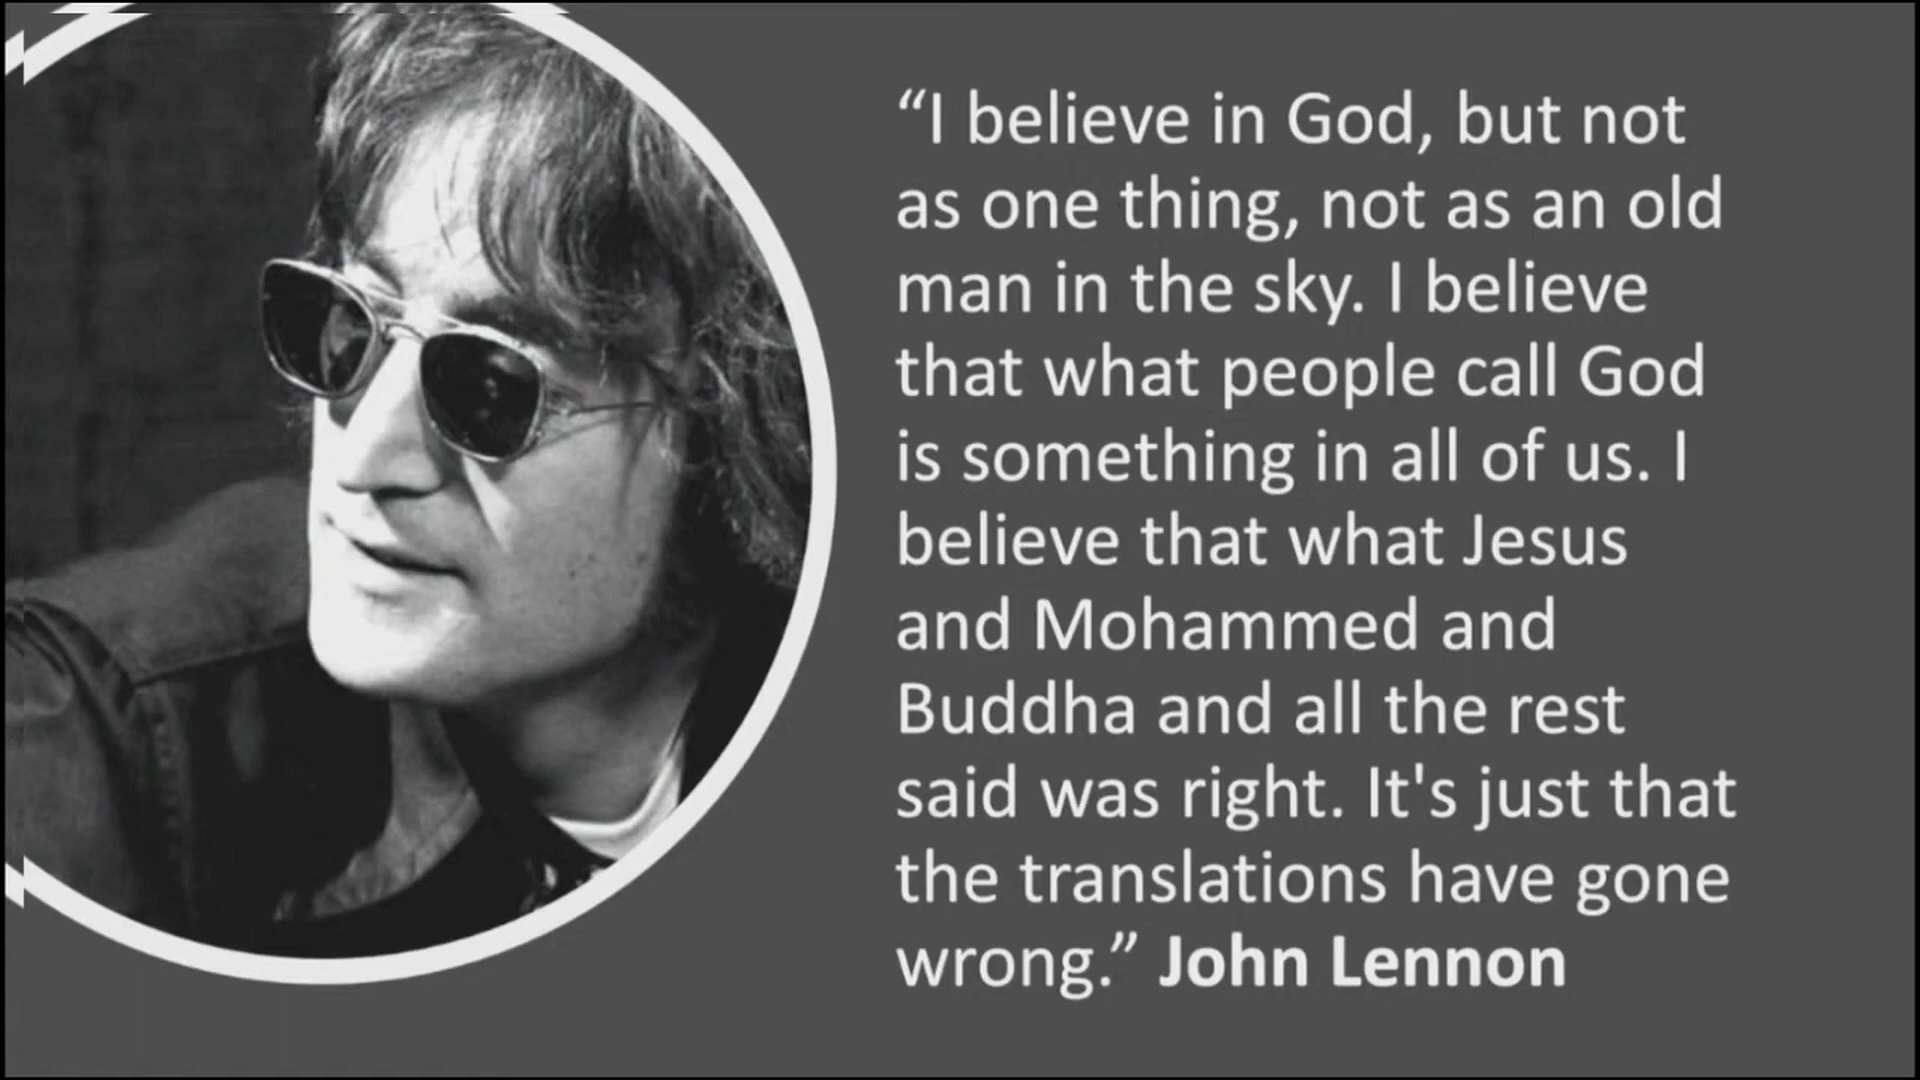 “I believe in God, but not
as one thing, not as an old
man in the sky. I believe
that what people call God
is something in all of us. I
believe that what Jesus
and Mohammed and
Buddha and all the rest
said was right. It's just that
the translations have gone
wrong.” John Lennon